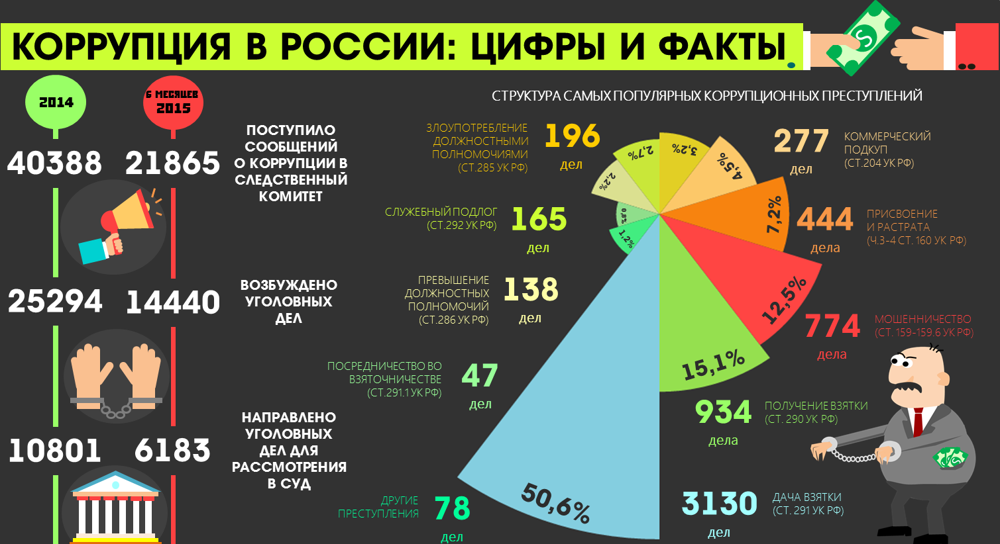 КОРРУПЦИЯ В РОССИИ: ЦИФРЫ И ФАКТЫ
2014
6 МЕСЯЦЕВ
2015
40388
21865
ПОСТУПИЛО
СООБЩЕНИЙ
О КОРРУПЦИИ В
СЛЕДСТВЕННЫЙ
КОМИТЕТ
25294
14440
ВОЗБУЖДЕНО
УГОЛОВНЫХ
ДЕЛ
10801
6183
НАПРАВЛЕНО
УГОЛОВНЫХ
ДЕЛ ДЛЯ
РАССМОТРЕНИЯ
В СУД
СТРУКТУРА САМЫХ ПОПУЛЯРНЫХ КОРРУПЦИОННЫХ ПРЕСТУПЛЕНИЙ
ЗЛОУПОТРЕБЛЕНИЕ
ДОЛЖНОСТНЫМИ
ПОЛНОМОЧИЯМИ
(СТ.285 УК РФ)
196
дел
СЛУЖЕБНЫЙ ПОДЛОГ
(СТ.292 УК РФ)
165
дел
ПРЕВЫШЕНИЕ
ДОЛЖНОСТНЫХ
ПОЛНОМОЧИЙ
(СТ.286 УК РФ)
138
дел
ПОСРЕДНИЧЕСТВО ВО
ВЗЯТОЧНИЧЕСТВЕ
(СТ.291.1 УК РФ)
47
дел
ДРУГИЕ
ПРЕСТУПЛЕНИЯ
78
дел
2,7%
3,2%
4,5%
2,2%
0,8%
1,2%
7,2%
12,5%
15,1%
50,6%
277
дел
КОММЕРЧЕСКИЙ
ПОДКУП
(СТ.204 УК РФ)
444
дела
ПРИСВОЕНИЕ
И РАСТРАТА
(Ч.3-4 СТ. 160 УК РФ)
774
дела
МОШЕННИЧЕСТВО
(СТ. 159-159.6 УК РФ)
934
дела
ПОЛУЧЕНИЕ ВЗЯТКИ
(СТ. 290 УК РФ)
3130
дел
ДАЧА ВЗЯТКИ
(СТ. 291 УК РФ)